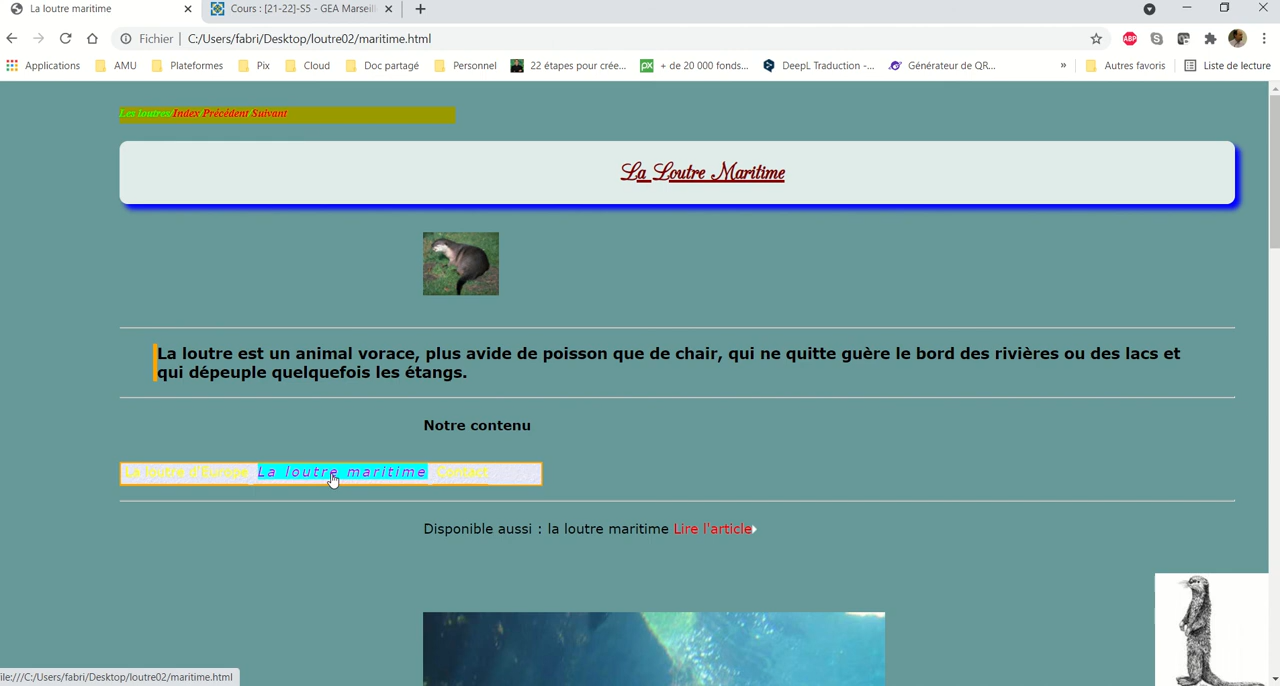 La loutre maritime
Cours : [21-22]-S5 - GEA Marseill
Fichier
C:/Users/fabri/Desktop/loutre02/maritime.html
ABP
Applications AMU Plateformes Pix Cloud Doc partagé Personnel 22 étapes pour crée... px + de 20 000 fonds... DeepL Traduction -... Générateur de QR... » Autres favoris Liste de lecture
Les loutres Index Précédent Suivant
La Loutre Maritime
La loutre est un animal vorace, plus avide de poisson que de chair, qui ne quitte guère le bord des rivières ou des lacs et
qui dépeuple quelquefois les étangs.
Notre contenu
La loutre d'Europe La loutre maritime Contact
Disponible aussi : la loutre maritime Lire l'article
ile:///C:/Users/fabri/Desktop/loutre02/maritime.html